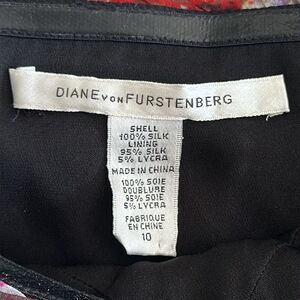 DIANE VON FURSTENBERG
SHELL
100% SILK
LINING
95% SILK
5% LYCRA
MADE IN CHINA
100% SOIE
DOUBLURE
95% SOIE
5% LYCRA
FABRIQUE
EN CHINE
10